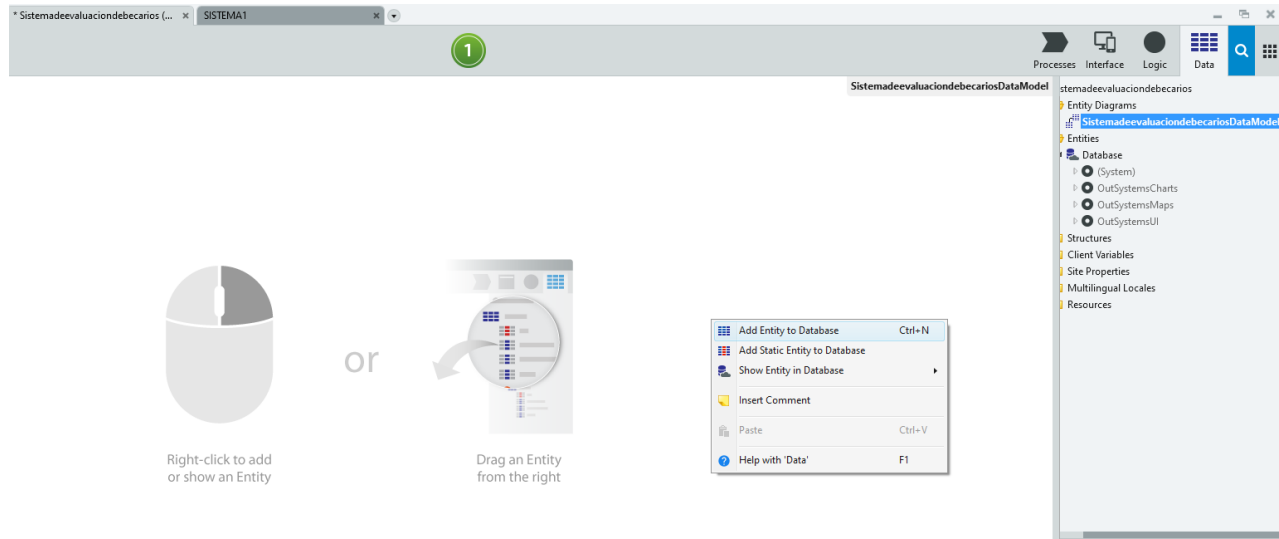 * Sistemadeevaluaciondebecarios (... ×
SISTEMA1 ×
1
Processes Interface Logic Data
SistemadeevaluaciondebecariosDataModel
stemadeevaluaciondebecarios
Entity Diagrams
SistemadeevaluaciondebecariosDataModel
Entities
Database
(System)
OutSystemsCharts
OutSystemsMaps
OutSystemsUI
Structures
Client Variables
Site Properties
Multilingual Locales
Resources
or
Right-click to add
or show an Entity
Drag an Entity
from the right
Add Entity to Database Ctrl+N
Add Static Entity to Database
Show Entity in Database
Insert Comment
Paste Ctrl+V
Help with 'Data' F1